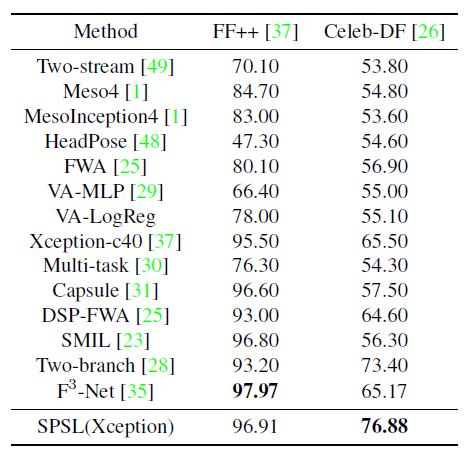 Method FF++ [37] Celeb-DF [26]
Two-stream [49] 70.10 53.80
Meso4 [1] 84.70 54.80
MesoInception4 [1] 83.00 53.60
HeadPose [48] 47.30 54.60
FWA [25] 80.10 56.90
VA-MLP [29] 66.40 55.00
VA-LogReg 78.00 55.10
Xception-c40 [37] 95.50 65.50
Multi-task [30] 76.30 54.30
Capsule [31] 96.60 57.50
DSP-FWA [25] 93.00 64.60
SMIL [23] 96.80 56.30
Two-branch [28] 93.20 73.40
F³-Net [35] 97.97 65.17
SPSL(Xception) 96.91 76.88